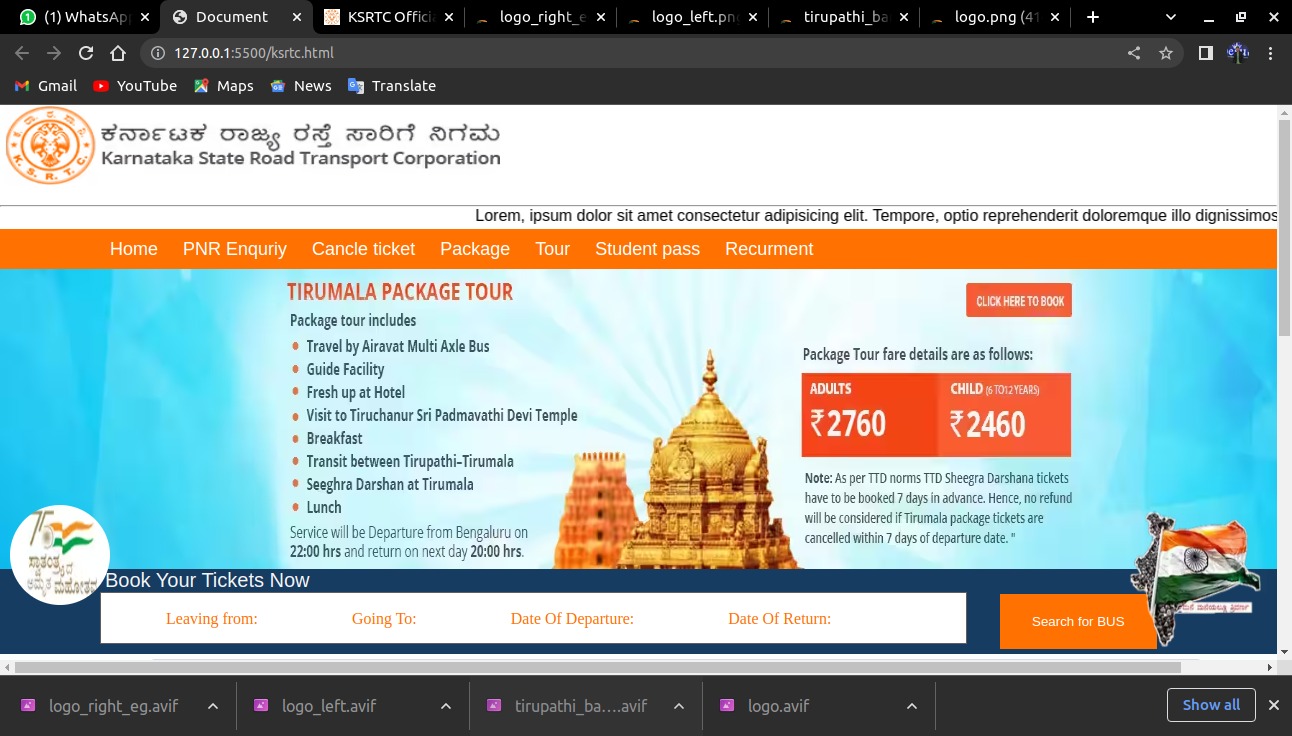 (1) WhatsAp
Document
KSRTC Offici
logo_right_e
logo_left.pn
tirupathi_ba
logo.png (41
127.0.0.1:5500/ksrtc.html
Gmail
YouTube
Maps
News
Translate
ಕರ್ನಾಟಕ ರಾಜ್ಯ ರಸ್ತೆ ಸಾರಿಗೆ ನಿಗಮ
Karnataka State Road Transport Corporation
K.S.R.T.C.
Lorem, ipsum dolor sit amet consectetur adipisicing elit. Tempore, optio reprehenderit doloremque illo dignissimos
Home PNR Enquriy Cancle ticket Package Tour Student pass Recurment
TIRUMALA PACKAGE TOUR
Package tour includes
Travel by Airavat Multi Axle Bus
Guide Facility
Fresh up at Hotel
Visit to Tiruchanur Sri Padmavathi Devi Temple
Breakfast
Transit between Tirupathi-Tirumala
Seeghra Darshan at Tirumala
Lunch
Service will be Departure from Bengaluru on
22:00 hrs and return on next day 20:00 hrs.
CLICK HERE TO BOOK
Package Tour fare details are as follows:
ADULTS
₹2760
CHILD (6 TO12 YEARS)
₹2460
Note: As per TTD norms TTD Sheegra Darshana tickets
have to be booked 7 days in advance. Hence, no refund
will be considered if Tirumala package tickets are
cancelled within 7 days of departure date. "
75
ಸ್ವಾತಂತ್ರ್ಯದ
ಅಮೃತ ಮಹೋತ್ಸವ
Book Your Tickets Now
Leaving from: Going To: Date Of Departure: Date Of Return:
Search for BUS
logo_right_eg.avif
logo_left.avif
tirupathi_ba....avif
logo.avif
Show all